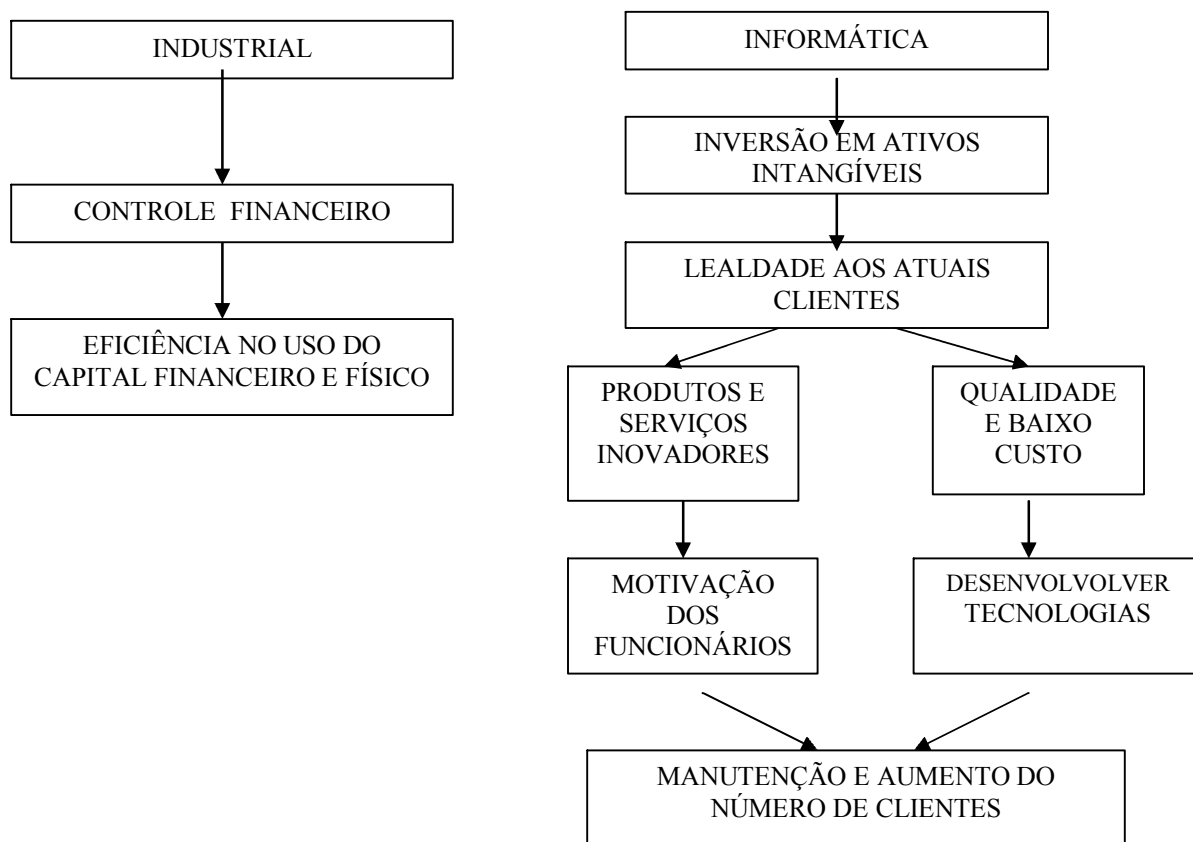 INDUSTRIAL
CONTROLE  FINANCEIRO
EFICIÊNCIA NO USO DO
CAPITAL FINANCEIRO E FÍSICO
INFORMÁTICA
INVERSÃO EM ATIVOS
INTANGÍVEIS
LEALDADE AOS ATUAIS
CLIENTES
PRODUTOS E
SERVIÇOS
INOVADORES
QUALIDADE
E BAIXO
CUSTO
MOTIVAÇÃO
DOS
FUNCIONÁRIOS
DESENVOLVOLVER
TECNOLOGIAS
MANUTENÇÃO E AUMENTO DO
NÚMERO DE CLIENTES